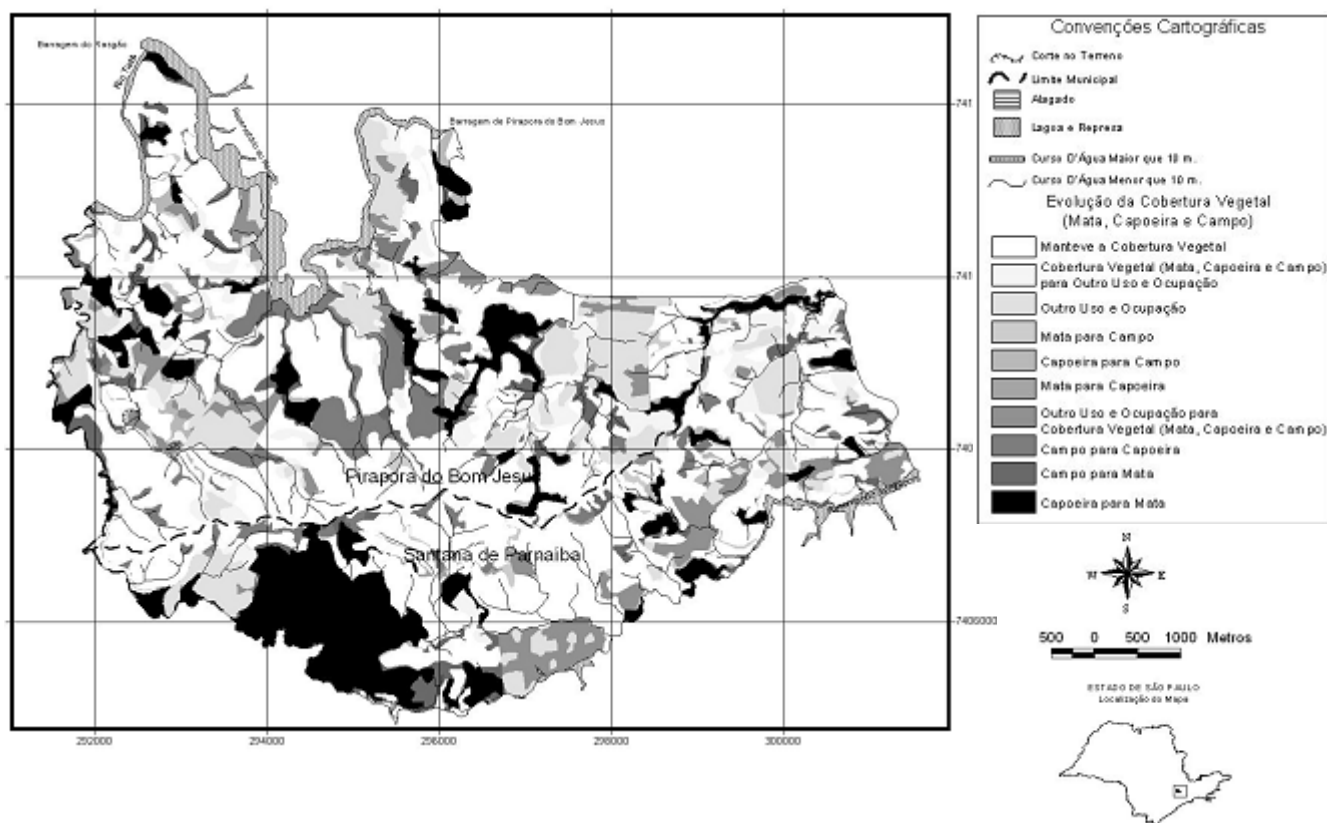 Barragem do Rasgão
Rio Tietê
Barragem de Pirapora do Bom Jesus
Pirapora do Bom Jesus
Santana de Parnaíba
741
741
740
7406000
292000
294000
296000
298000
300000
Convenções Cartográficas
Corte no Terreno
Limite Municipal
Alagado
Lagoa e Represa
Curso D'Água Maior que 10 m.
Curso D'Água Menor que 10 m.
Evolução da Cobertura Vegetal
(Mata, Capoeira e Campo)
Manteve a Cobertura Vegetal
Cobertura Vegetal (Mata, Capoeira e Campo)
para Outro Uso e Ocupação
Outro Uso e Ocupação
Mata para Campo
Capoeira para Campo
Mata para Capoeira
Outro Uso e Ocupação para
Cobertura Vegetal (Mata, Capoeira e Campo)
Campo para Capoeira
Campo para Mata
Capoeira para Mata
N
W E
S
500 0 500 1000 Metros
ESTADO DE SÃO PAULO
Localização do Mapa